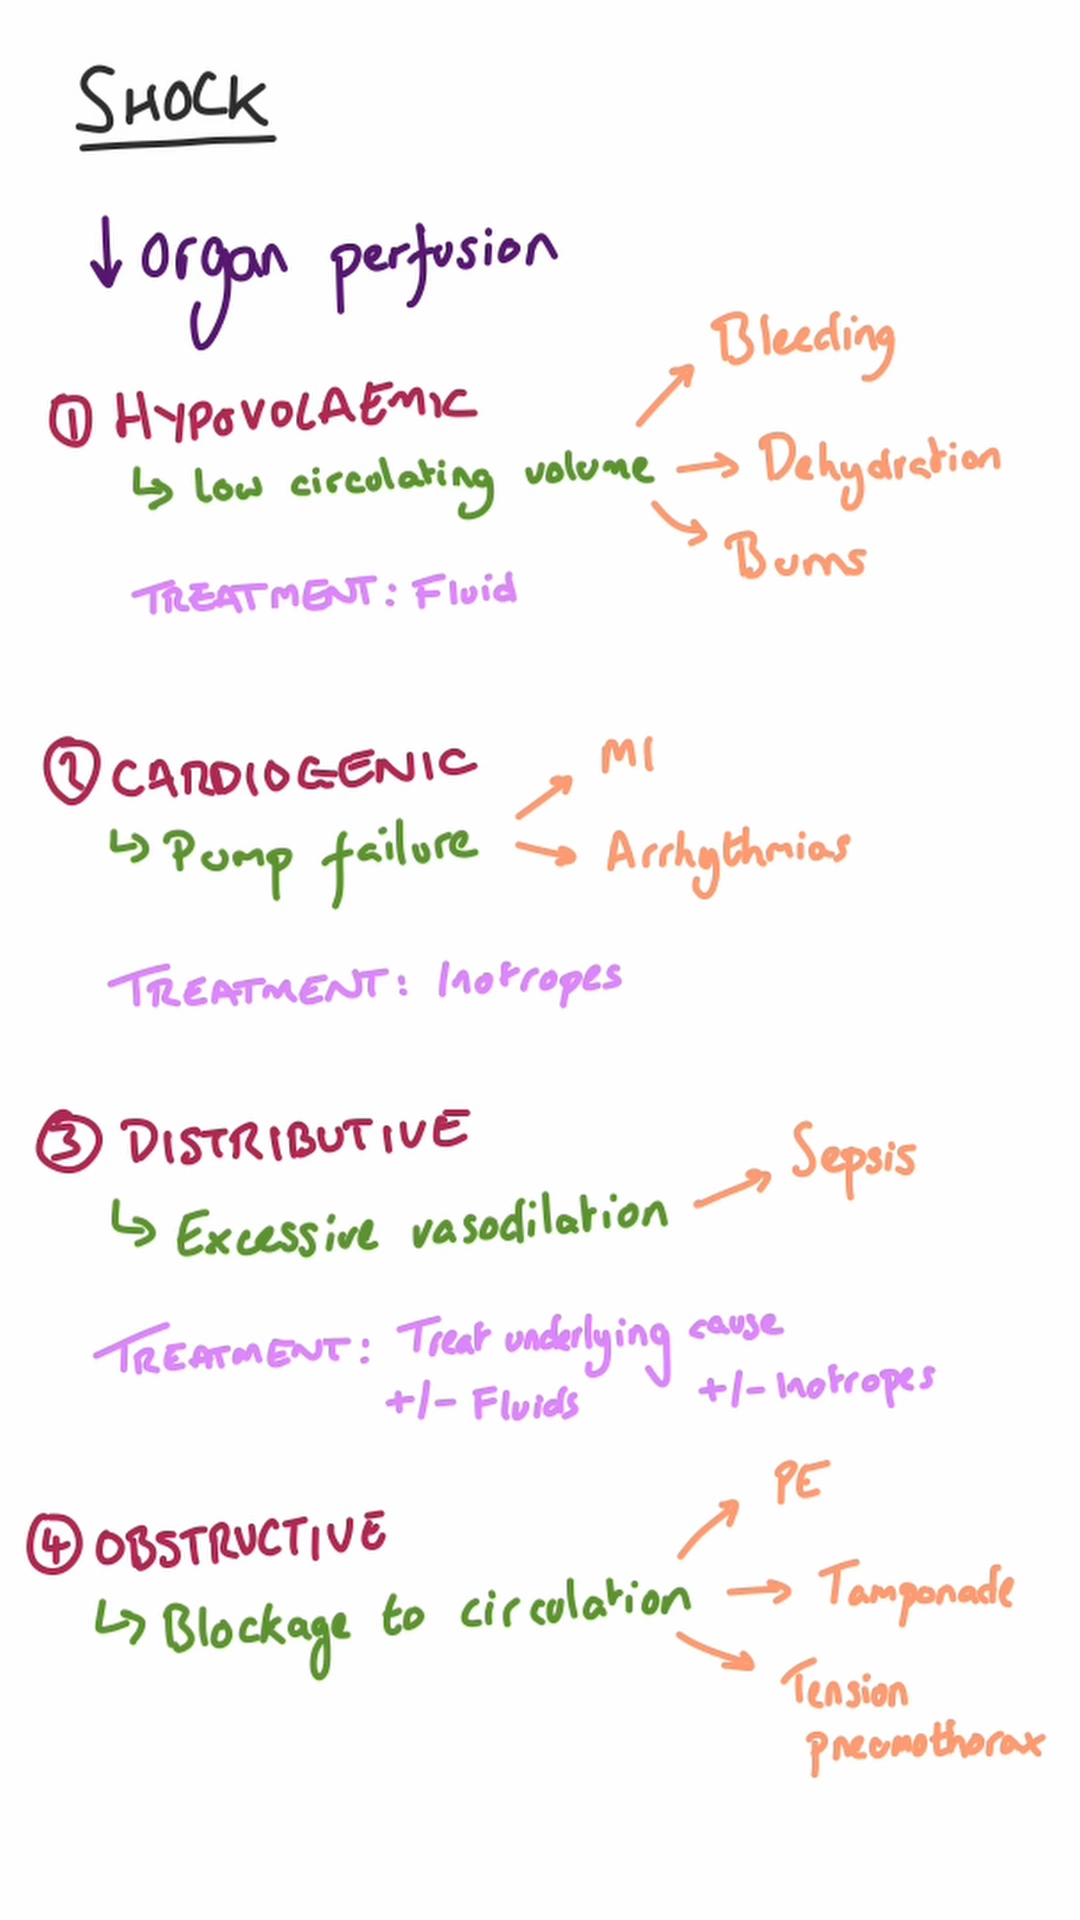 SHOCK
↓ organ perfusion
① HYPOVOLAEMIC
↳ Low circulating volume
→ Bleeding
→ Dehydration
→ Burns
TREATMENT: Fluid
② CARDIOGENIC
↳ Pump failure
→ MI
→ Arrhythmias
TREATMENT: Inotropes
③ DISTRIBUTIVE
↳ Excessive vasodilation
→ Sepsis
TREATMENT: Treat underlying cause
+/- Fluids +/- Inotropes
④ OBSTRUCTIVE
↳ Blockage to circulation
→ PE
→ Tamponade
→ Tension
pneumothorax